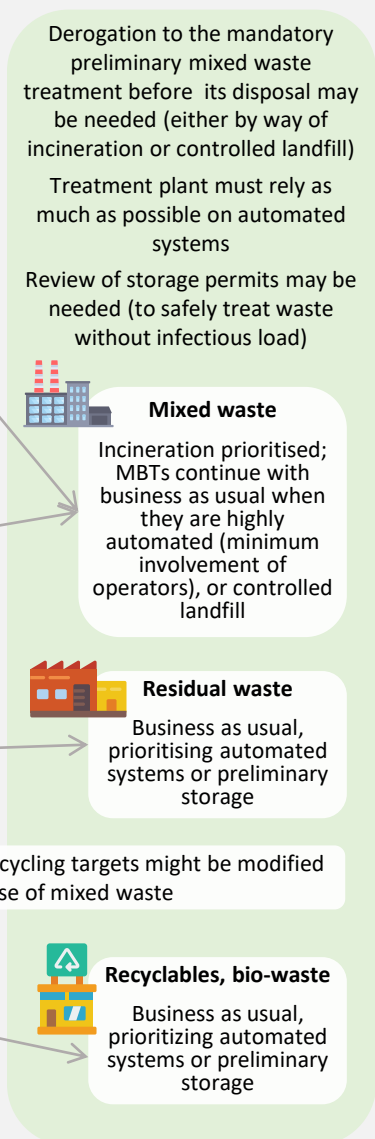 Derogation to the mandatory
preliminary mixed waste
treatment before its disposal may
be needed (either by way of
incineration or controlled landfill)
Treatment plant must rely as
much as possible on automated
systems
Review of storage permits may be
needed (to safely treat waste
without infectious load)
Mixed waste
Incineration prioritised;
MBTs continue with
business as usual when
they are highly
automated (minimum
involvement of
operators), or controlled
landfill
Residual waste
Business as usual,
prioritising automated
systems or preliminary
storage
cycling targets might be modified
se of mixed waste
Recyclables, bio-waste
Business as usual,
prioritizing automated
systems or preliminary
storage